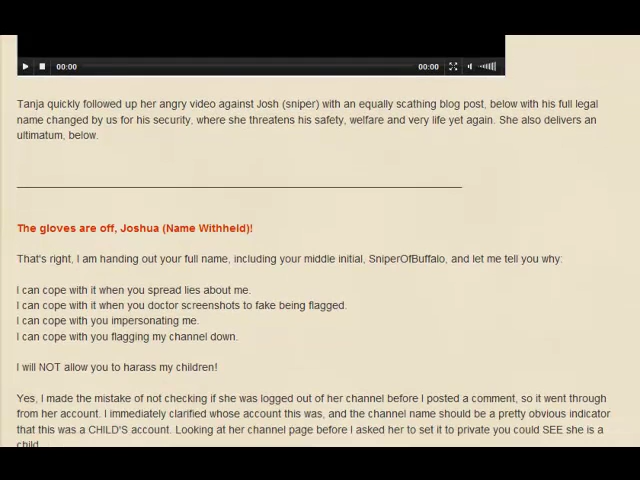 00:00 00:00
Tanja quickly followed up her angry video against Josh (sniper) with an equally scathing blog post, below with his full legal
name changed by us for his security, where she threatens his safety, welfare and very life yet again. She also delivers an
ultimatum, below.
The gloves are off, Joshua (Name Withheld)!
That's right, I am handing out your full name, including your middle initial, SniperOfBuffalo, and let me tell you why:
I can cope with it when you spread lies about me.
I can cope with it when you doctor screenshots to fake being flagged.
I can cope with you impersonating me.
I can cope with you flagging my channel down.
I will NOT allow you to harass my children!
Yes, I made the mistake of not checking if she was logged out of her channel before I posted a comment, so it went through
from her account. I immediately clarified whose account this was, and the channel name should be a pretty obvious indicator
that this was a CHILD'S account. Looking at her channel page before I asked her to set it to private you could SEE she is a
child.